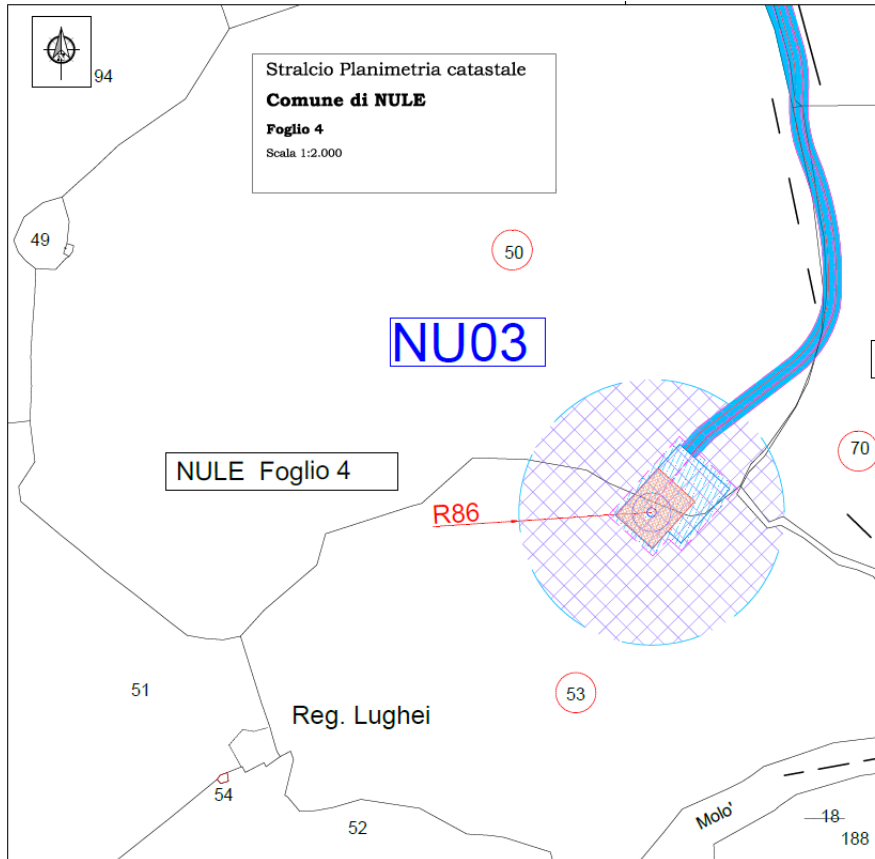 94
Stralcio Planimetria catastale
Comune di NULE
Foglio 4
Scala 1:2.000
49
50
NU03
70
NULE Foglio 4
R86
51
53
Reg. Lughei
54
52
Molo'
18
188